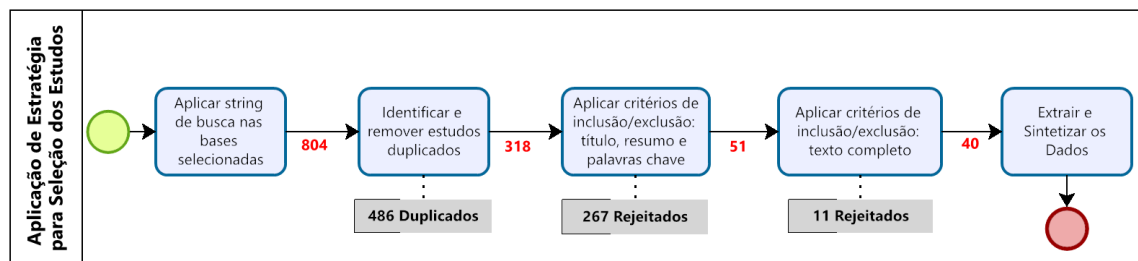 Aplicação de Estratégia
para Seleção dos Estudos
Aplicar string
de busca nas
bases
selecionadas
804
Identificar e
remover estudos
duplicados
318
Aplicar critérios de
inclusão/exclusão:
título, resumo e
palavras chave
51
Aplicar critérios de
inclusão/exclusão:
texto completo
40
Extrair e
Sintetizar os
Dados
486 Duplicados
267 Rejeitados
11 Rejeitados